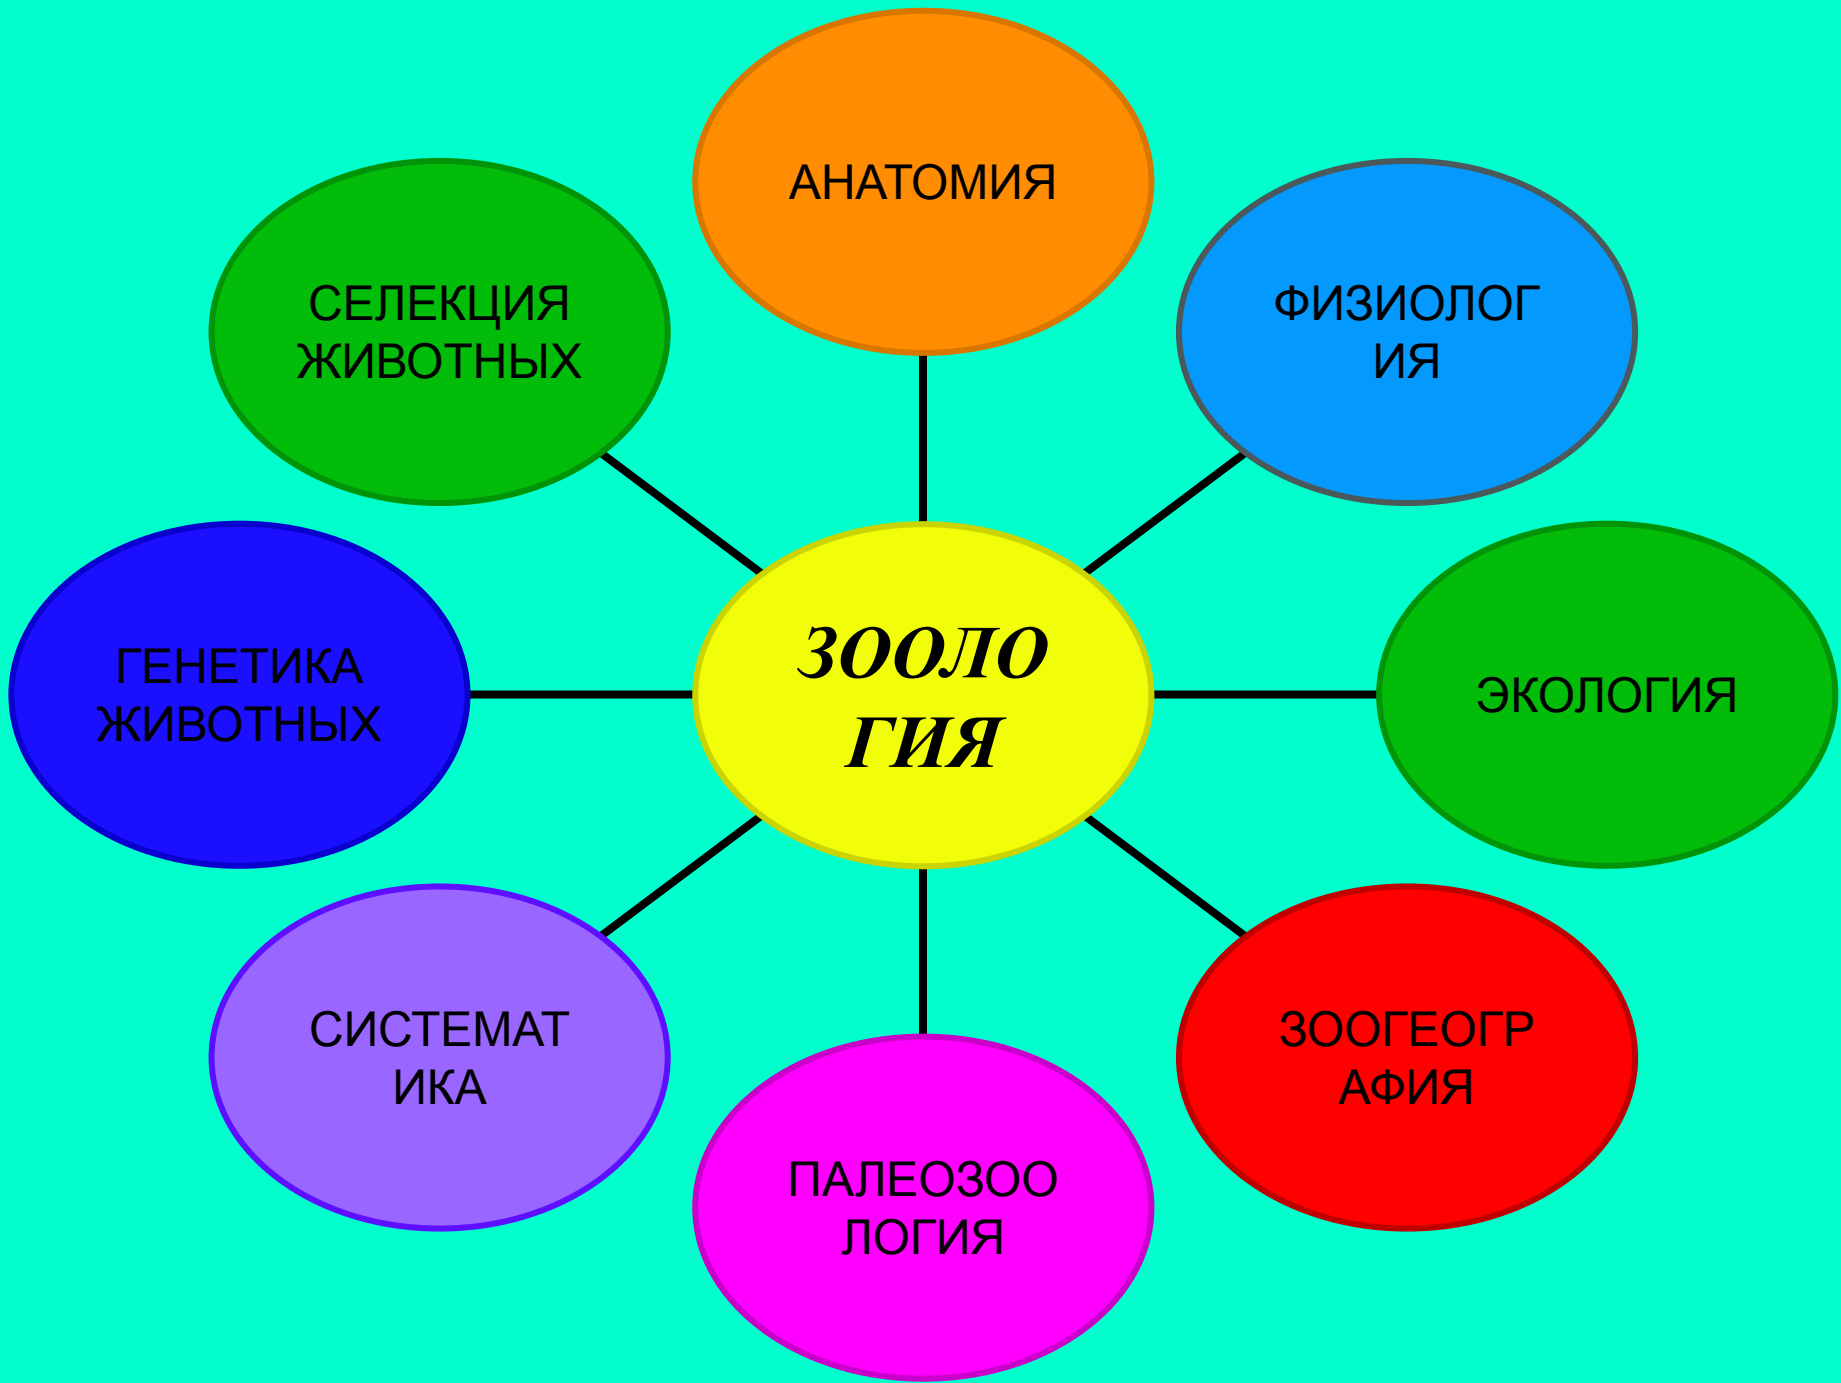 АНАТОМИЯ
СЕЛЕКЦИЯ
ЖИВОТНЫХ
ФИЗИОЛОГ
ИЯ
ГЕНЕТИКА
ЖИВОТНЫХ
ЗООЛО
ГИЯ
ЭКОЛОГИЯ
СИСТЕМАТ
ИКА
ЗООГЕОГР
АФИЯ
ПАЛЕОЗОО
ЛОГИЯ